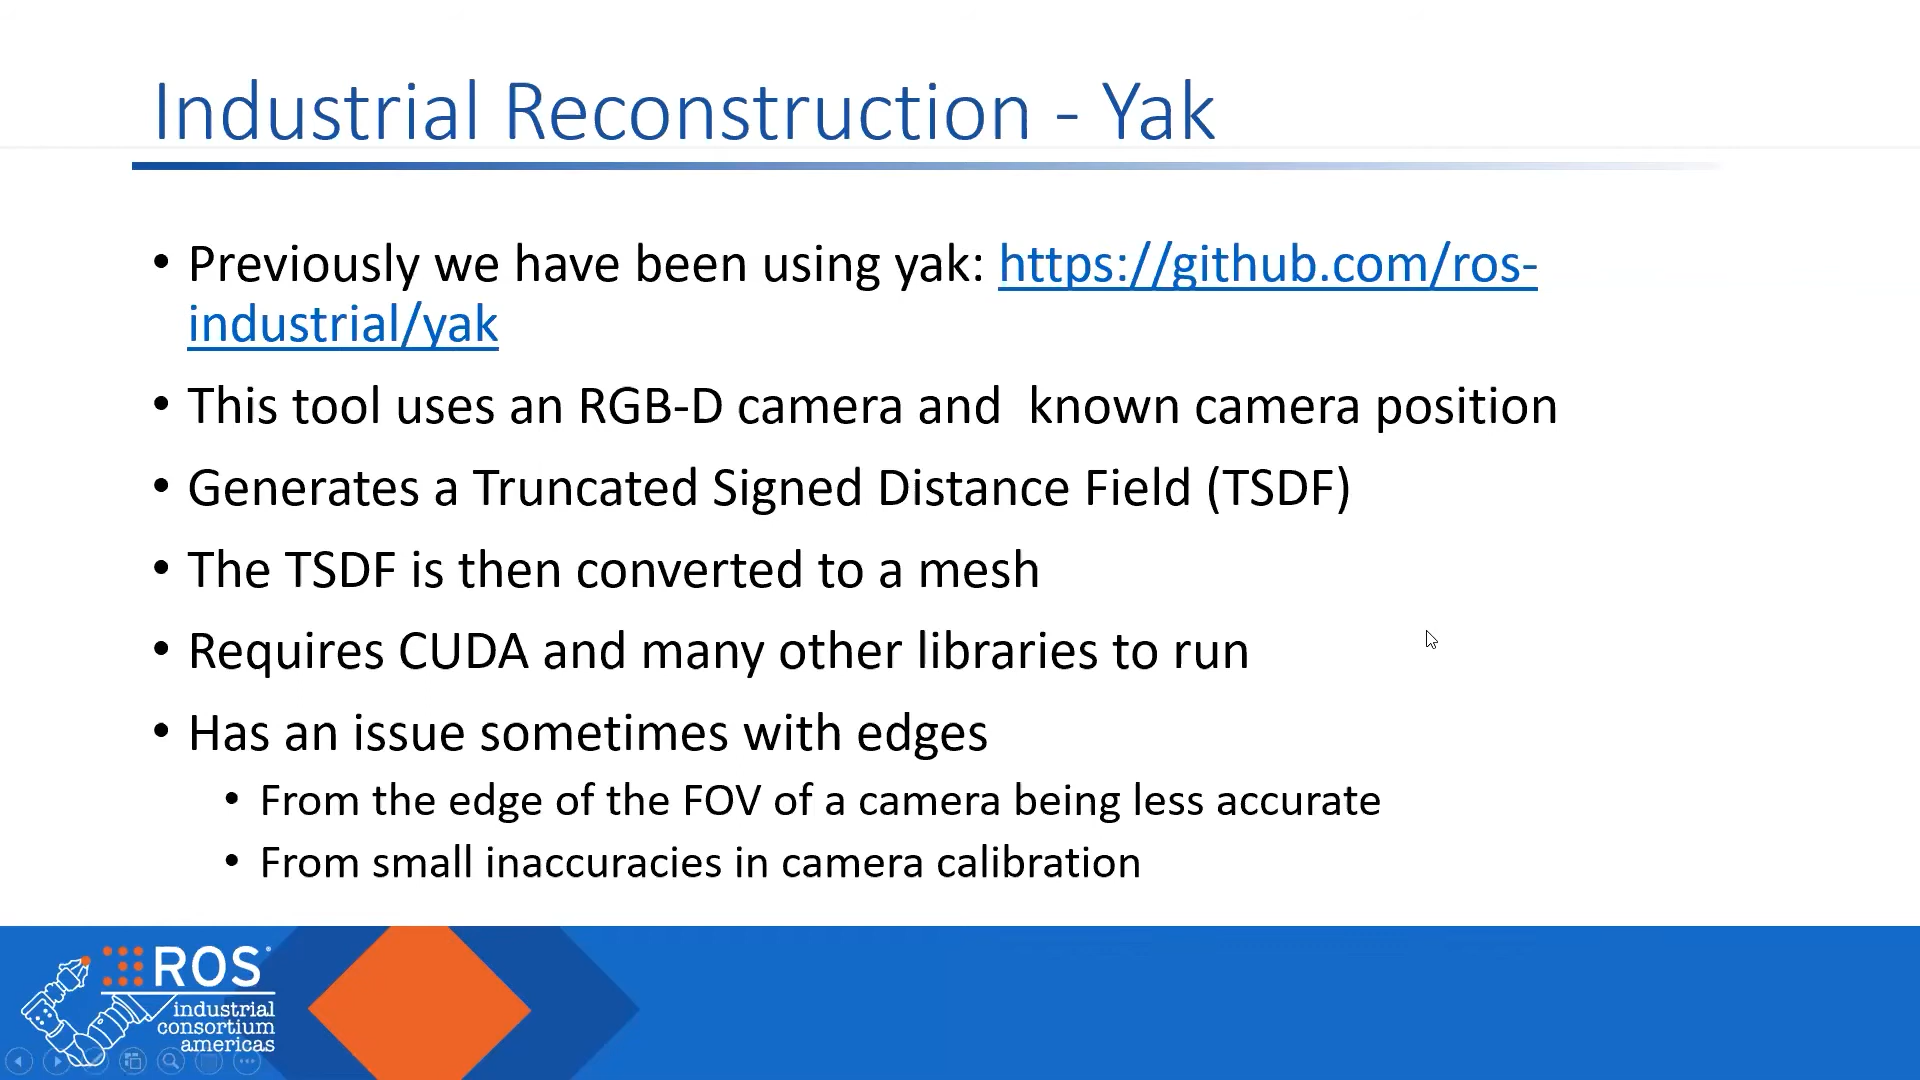 Industrial Reconstruction - Yak
• Previously we have been using yak: https://github.com/ros-
industrial/yak
• This tool uses an RGB-D camera and  known camera position
• Generates a Truncated Signed Distance Field (TSDF)
• The TSDF is then converted to a mesh
• Requires CUDA and many other libraries to run
• Has an issue sometimes with edges
• From the edge of the FOV of a camera being less accurate
• From small inaccuracies in camera calibration
ROS
industrial
consortium
americas